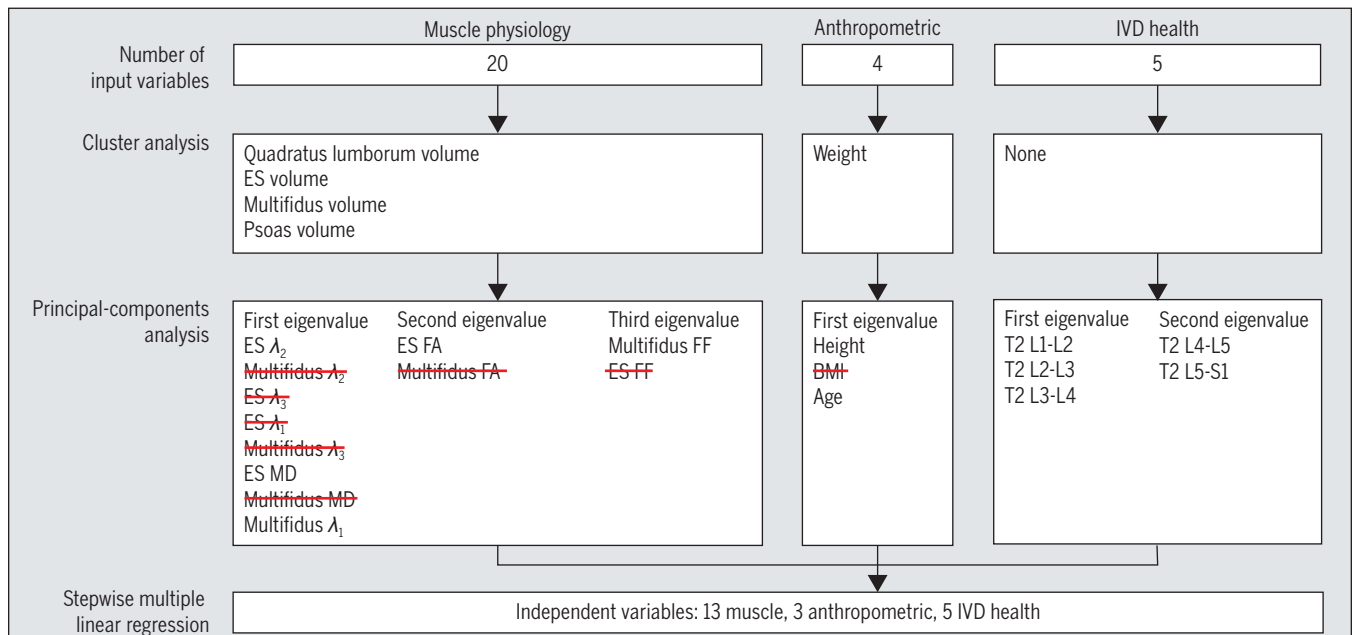 Muscle physiology
Anthropometric
IVD health
Number of
input variables
20
4
5
Cluster analysis
Quadratus lumborum volume
ES volume
Multifidus volume
Psoas volume
Weight
None
Principal-components
analysis
First eigenvalue
ES λ2
Multifidus λ2
ES λ3
ES λ1
Multifidus λ3
ES MD
Multifidus MD
Multifidus λ1
Second eigenvalue
ES FA
Multifidus FA
Third eigenvalue
Multifidus FF
ES FF
First eigenvalue
Height
BMI
Age
First eigenvalue
T2 L1-L2
T2 L2-L3
T2 L3-L4
Second eigenvalue
T2 L4-L5
T2 L5-S1
Stepwise multiple
linear regression
Independent variables: 13 muscle, 3 anthropometric, 5 IVD health